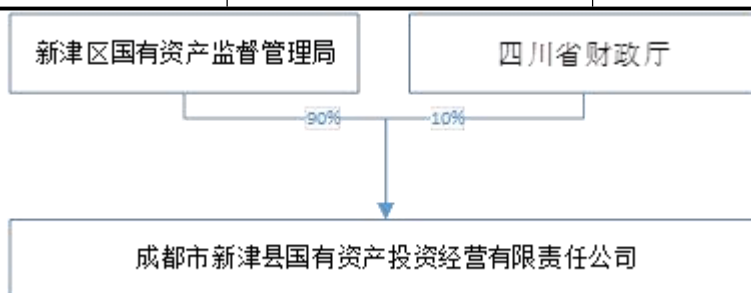 新津区国有资产监督管理局
四川省财政厅
90%
10%
成都市新津县国有资产投资经营有限责任公司